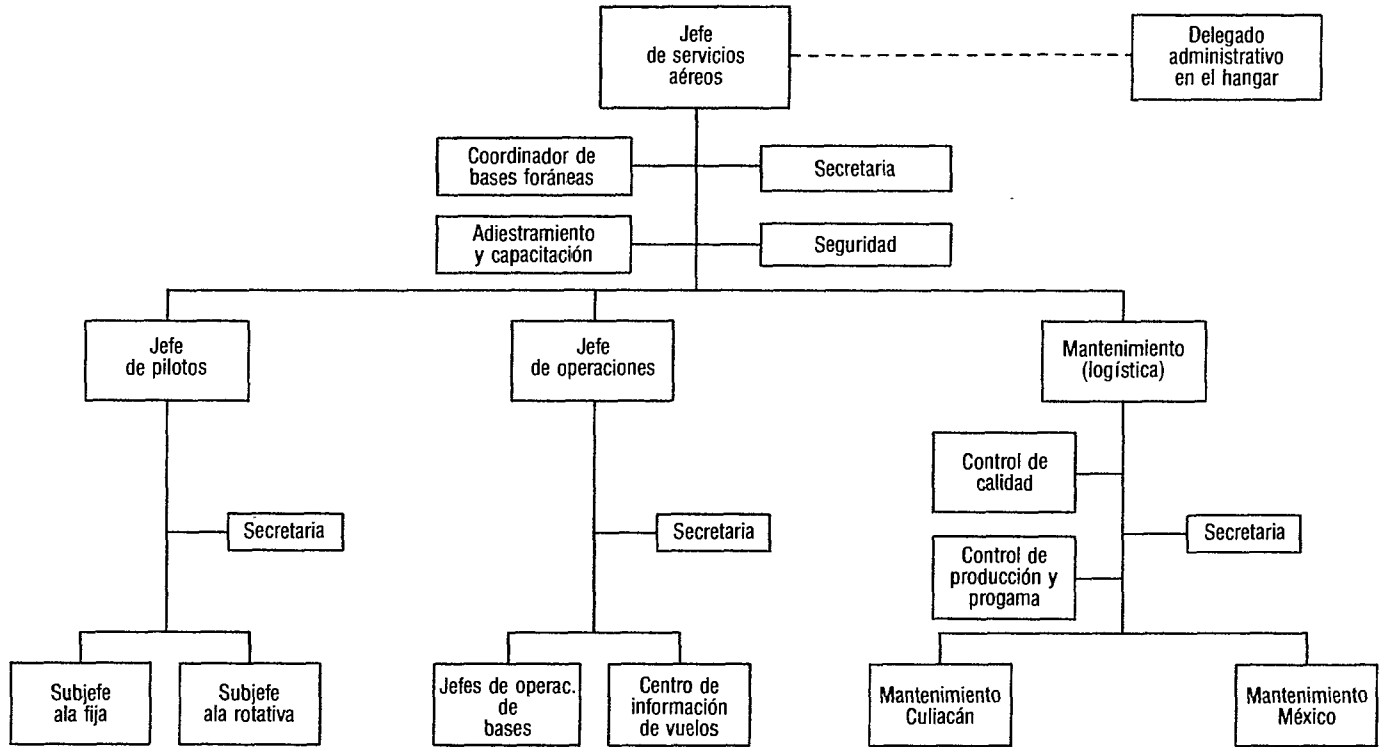 Jefe
de servicios
aéreos
Delegado
administrativo
en el hangar
Coordinador de
bases foráneas
Secretaria
Adiestramiento
y capacitación
Seguridad
Jefe
de pilotos
Jefe
de operaciones
Mantenimiento
(logística)
Control de
calidad
Secretaria
Secretaria
Secretaria
Control de
producción y
progama
Subjefe
ala fija
Subjefe
ala rotativa
Jefes de operac.
de
bases
Centro de
información
de vuelos
Mantenimiento
Culiacán
Mantenimiento
México